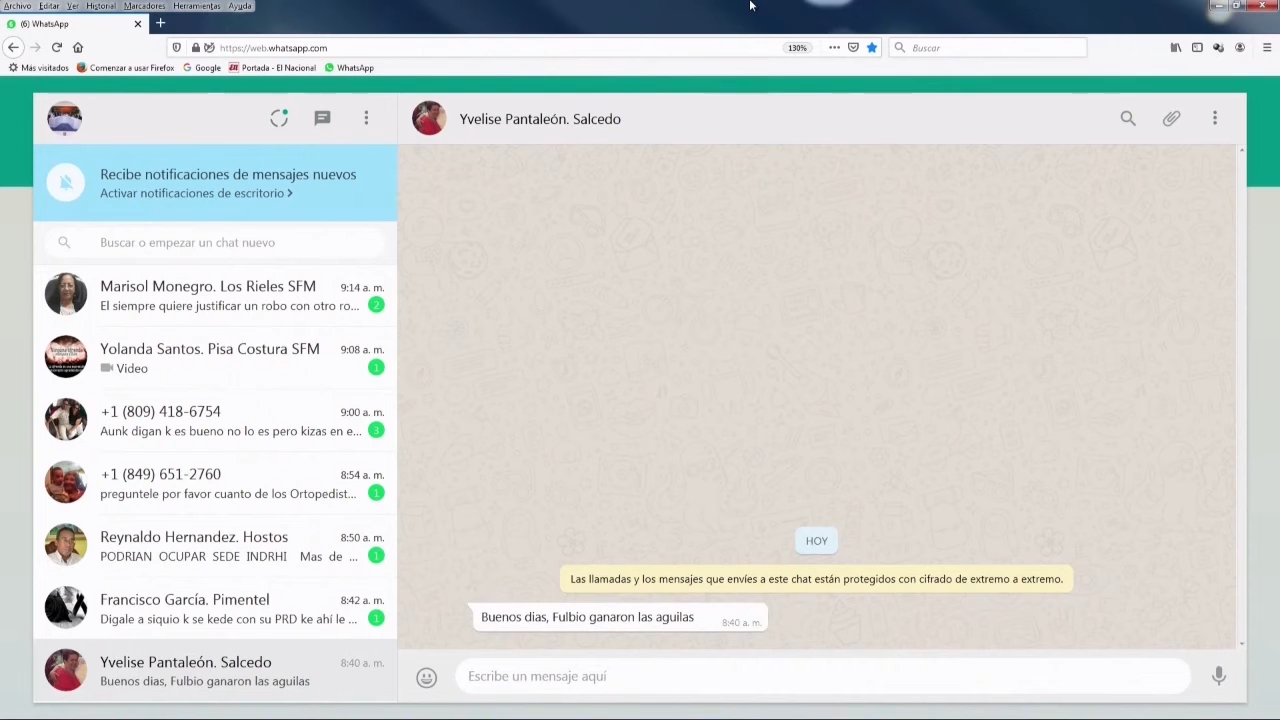 Archivo Editar Ver Historial Marcadores Herramientas Ayuda
(6) WhatsApp
https://web.whatsapp.com
130%
Buscar
Más visitados
Comenzar a usar Firefox
Google
Portada - El Nacional
WhatsApp
Yvelise Pantaleón. Salcedo
Recibe notificaciones de mensajes nuevos
Activar notificaciones de escritorio
Buscar o empezar un chat nuevo
Marisol Monegro. Los Rieles SFM 9:14 a. m.
El siempre quiere justificar un robo con otro ro... 2
Yolanda Santos. Pisa Costura SFM 9:08 a. m.
Video 1
+1 (809) 418-6754 9:00 a. m.
Aunk digan k es bueno no lo es pero kizas en e... 3
+1 (849) 651-2760 8:54 a. m.
preguntele por favor cuanto de los Ortopedist... 1
Reynaldo Hernandez. Hostos 8:50 a. m.
PODRIAN OCUPAR SEDE INDRHI Mas de ... 1
Francisco García. Pimentel 8:42 a. m.
Digale a siquio k se kede con su PRD ke ahí le ... 1
Yvelise Pantaleón. Salcedo 8:40 a. m.
Buenos dias, Fulbio ganaron las aguilas
HOY
Las llamadas y los mensajes que envíes a este chat están protegidos con cifrado de extremo a extremo.
Buenos dias, Fulbio ganaron las aguilas 8:40 a. m.
Escribe un mensaje aquí